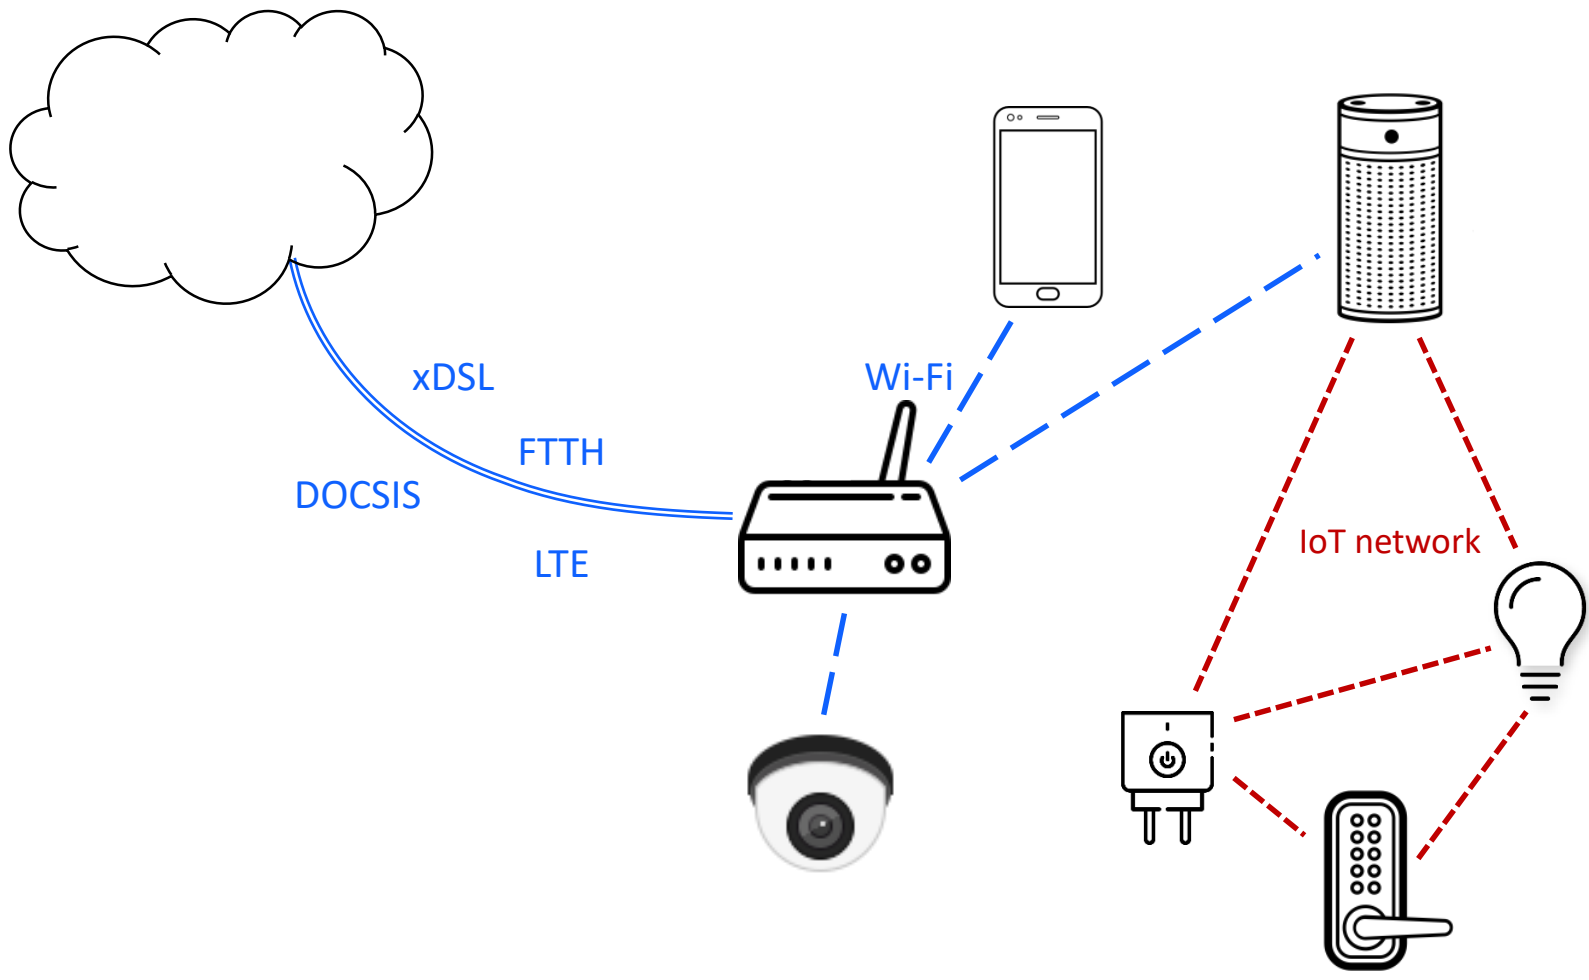 xDSL
Wi-Fi
FTTH
DOCSIS
LTE
IoT network